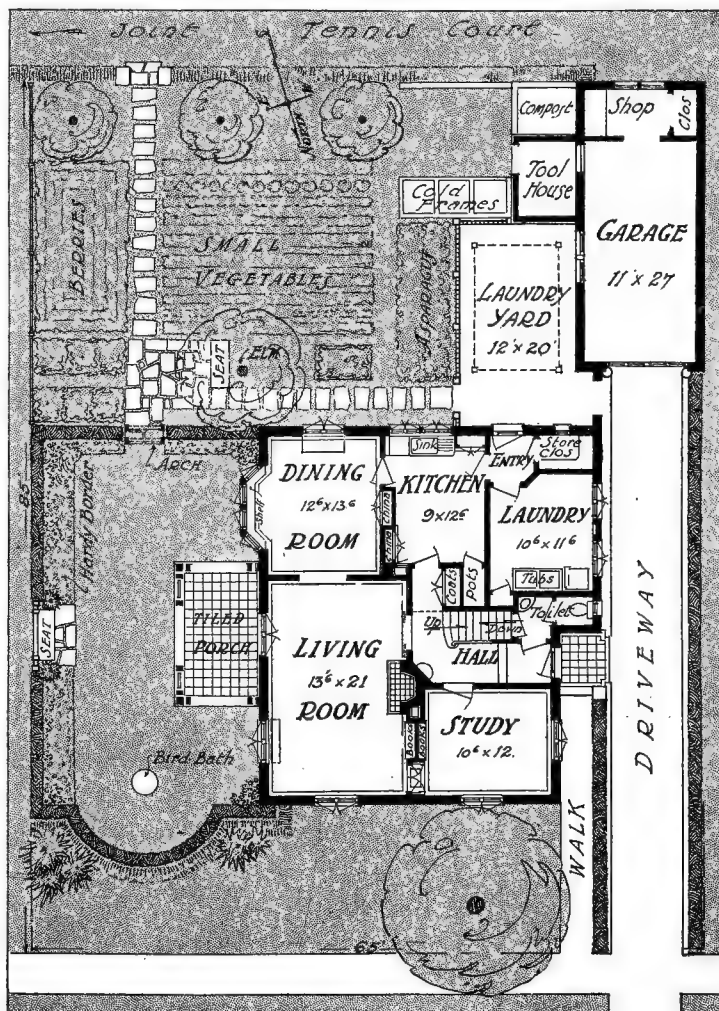 Joint Tennis Court
Compost
Shop
Clos
Tool
House
Cold
Frames
GARAGE
11' x 27
BERRIES
SMALL
VEGETABLES
ASPARAGUS
LAUNDRY
YARD
12' x 20'
ELM
SEAT
ARCH
Hardy Border
85'
Sink
ENTRY
Store
Clos
DINING
12⁶ x 13⁶
ROOM
Shelf
China
China
KITCHEN
9 x 12⁶
LAUNDRY
10⁶ x 11⁶
Tubs
Coats
pots
Toilet
Up
Down
HALL
SEAT
TILED
PORCH
LIVING
13⁶ x 21
ROOM
STUDY
10⁶ x 12.
Books
Books
Bird Bath
DRIVEWAY
WALK
65'